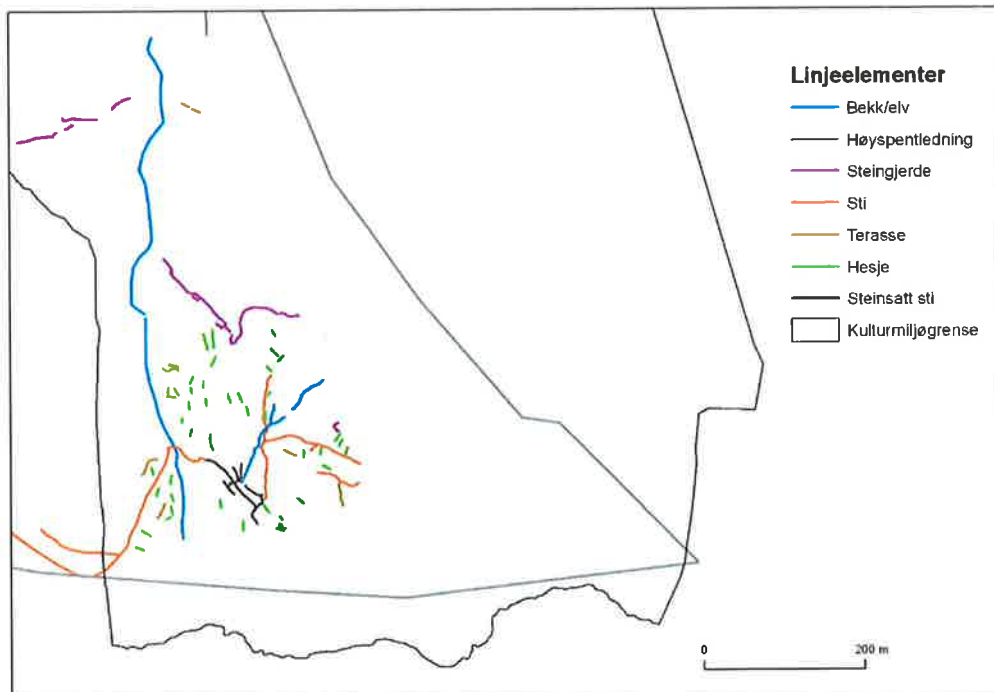 Linjeelementer
Bekk/elv
Høyspentledning
Steingjerde
Sti
Terasse
Hesje
Steinsatt sti
Kulturmiljøgrense
0 200 m